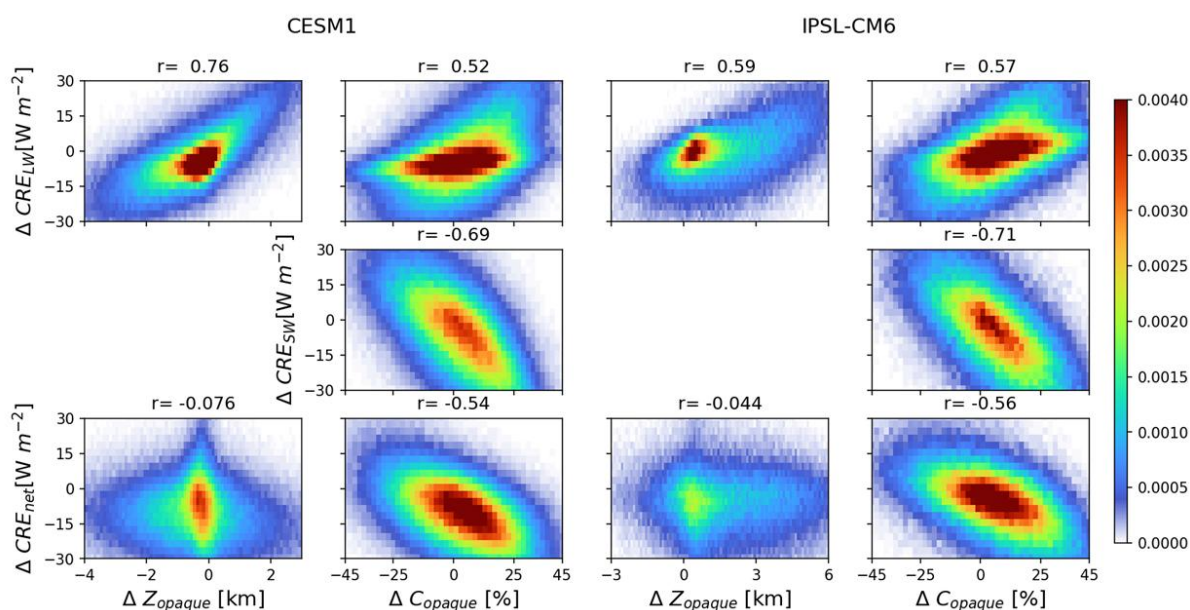 CESM1 IPSL-CM6
r= 0.76 r= 0.52 r= 0.59 r= 0.57
Δ CRE_LW[W m⁻²]
30
15
0
−15
−30
r= -0.69 r= -0.71
Δ CRE_SW[W m⁻²]
30
15
0
−15
−30
r= -0.076 r= -0.54 r= -0.044 r= -0.56
Δ CRE_net[W m⁻²]
30
15
0
−15
−30
−4 −2 0 2 −45 −25 0 25 45 −3 0 3 6 −45 −25 0 25 45
Δ Z_opaque [km] Δ C_opaque [%] Δ Z_opaque [km] Δ C_opaque [%]
0.0040
0.0035
0.0030
0.0025
0.0020
0.0015
0.0010
0.0005
0.0000